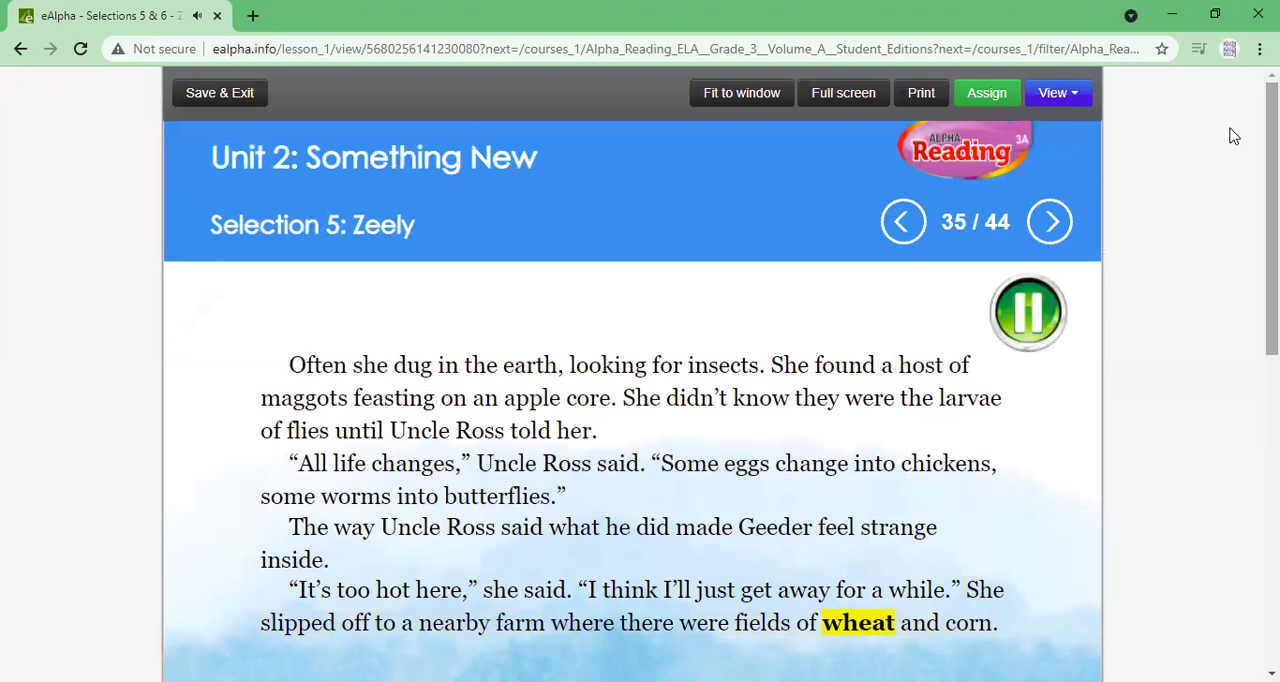 eAlpha - Selections 5 & 6 - Z
Not secure
ealpha.info/lesson_1/view/5680256141230080?next=/courses_1/Alpha_Reading_ELA__Grade_3__Volume_A__Student_Editions?next=/courses_1/filter/Alpha_Rea...
Save & Exit
Fit to window
Full screen
Print
Assign
View
Unit 2: Something New
ALPHA
Reading
3A
Selection 5: Zeely
35 / 44
Often she dug in the earth, looking for insects. She found a host of
maggots feasting on an apple core. She didn’t know they were the larvae
of flies until Uncle Ross told her.
“All life changes,” Uncle Ross said. “Some eggs change into chickens,
some worms into butterflies.”
The way Uncle Ross said what he did made Geeder feel strange
inside.
“It’s too hot here,” she said. “I think I’ll just get away for a while.” She
slipped off to a nearby farm where there were fields of wheat and corn.